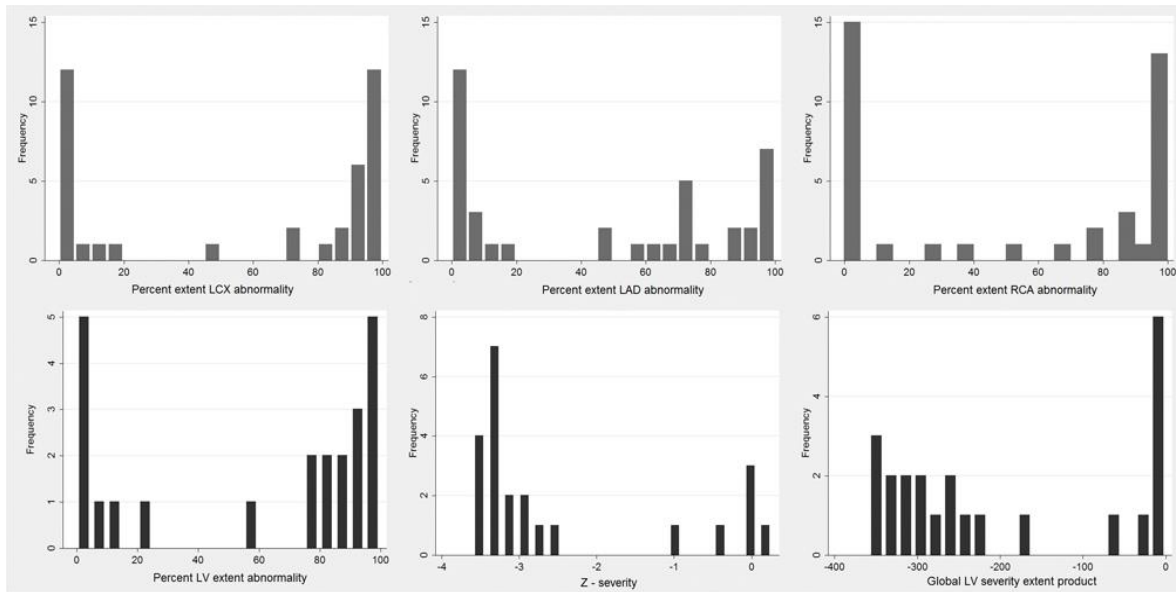 15
10
5
0
Frequency
0 20 40 60 80 100
Percent extent LCX abnormality
15
10
5
0
Frequency
0 20 40 60 80 100
Percent extent LAD abnormality
15
10
5
0
Frequency
0 20 40 60 80 100
Percent extent RCA abnormality
5
4
3
2
1
0
Frequency
0 20 40 60 80 100
Percent LV extent abnormality
8
6
4
2
0
Frequency
-4 -3 -2 -1 0
Z - severity
6
4
2
0
Frequency
-400 -300 -200 -100 0
Global LV severity extent product